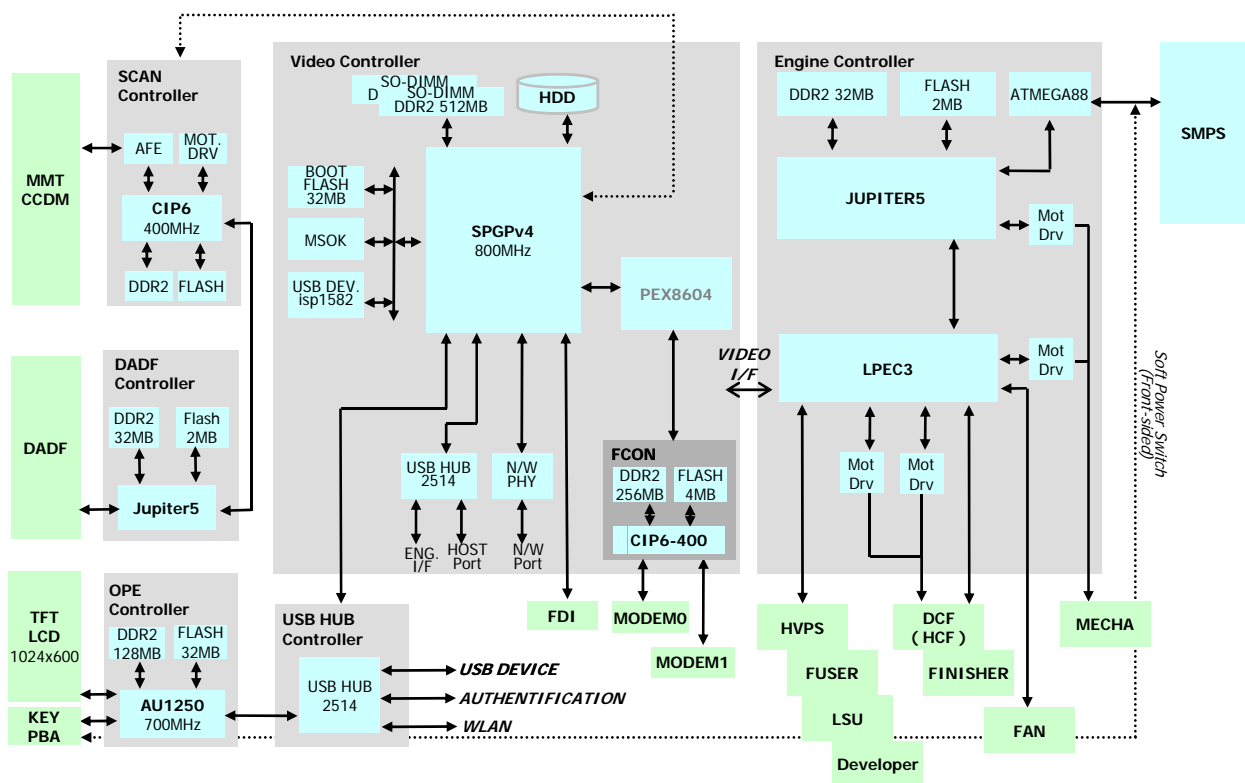 SCAN
Controller
AFE
MOT.
DRV
CIP6
400MHz
DDR2
FLASH
MMT
CCDM
DADF
Controller
DDR2
32MB
Flash
2MB
Jupiter5
DADF
OPE
Controller
DDR2
128MB
FLASH
32MB
AU1250
700MHz
TFT
LCD
1024x600
KEY
PBA
Video Controller
SO-DIMM
D
SO-DIMM
DDR2 512MB
HDD
BOOT
FLASH
32MB
MSOK
USB DEV.
isp1582
SPGPv4
800MHz
PEX8604
USB HUB
2514
N/W
PHY
ENG.
I/F
HOST
Port
N/W
Port
FCON
DDR2
256MB
FLASH
4MB
CIP6-400
FDI
MODEM0
MODEM1
USB HUB
Controller
USB HUB
2514
USB DEVICE
AUTHENTIFICATION
WLAN
VIDEO
I/F
Engine Controller
DDR2 32MB
FLASH
2MB
ATMEGA88
JUPITER5
Mot
Drv
LPEC3
Mot
Drv
Mot
Drv
Mot
Drv
HVPS
FUSER
LSU
Developer
DCF
(HCF)
FINISHER
FAN
MECHA
SMPS
Soft Power Switch
(Front-sided)